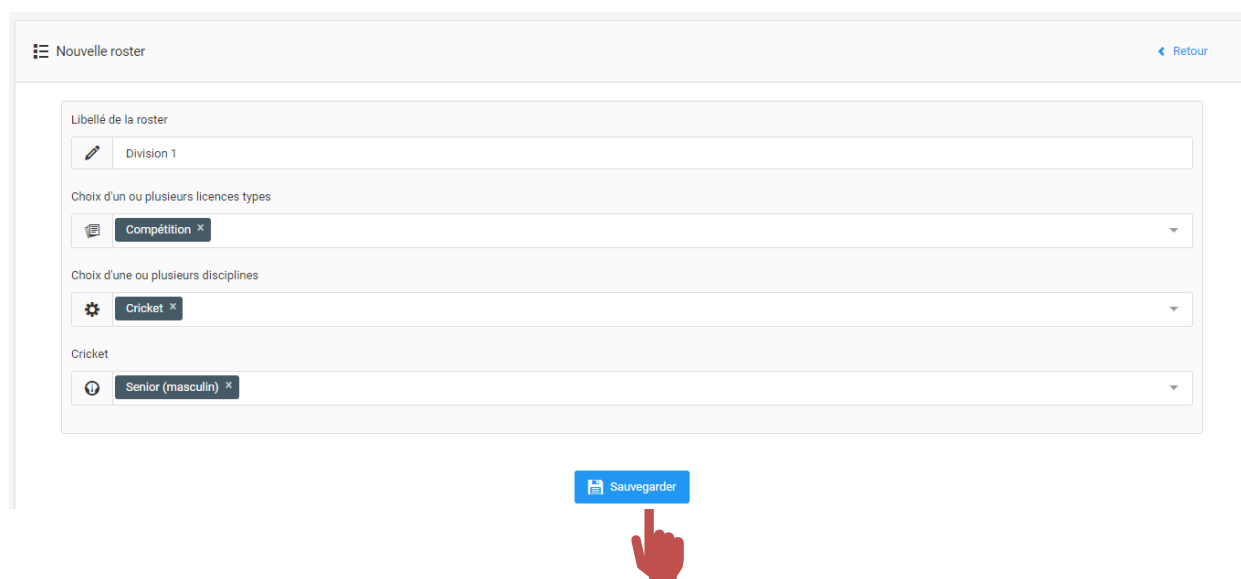 Nouvelle roster
Retour
Libellé de la roster
Division 1
Choix d'un ou plusieurs licences types
Compétition ×
Choix d'une ou plusieurs disciplines
Cricket ×
Cricket
Senior (masculin) ×
Sauvegarder